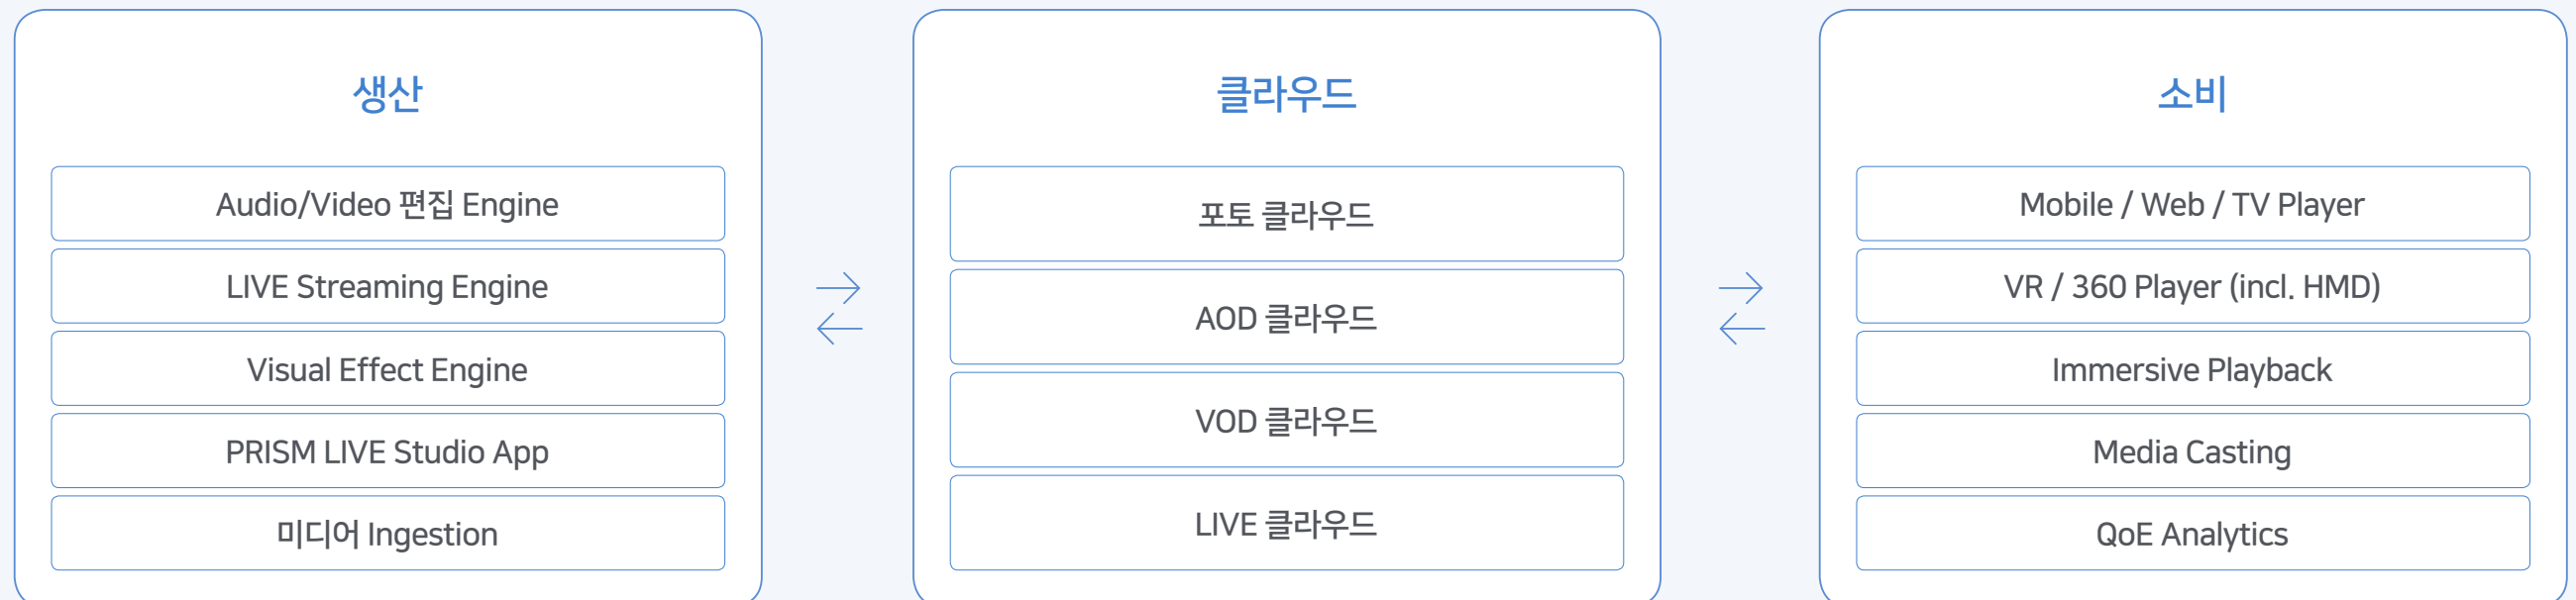 생산
Audio/Video 편집 Engine
LIVE Streaming Engine
Visual Effect Engine
PRISM LIVE Studio App
미디어 Ingestion
클라우드
포토 클라우드
AOD 클라우드
VOD 클라우드
LIVE 클라우드
소비
Mobile / Web / TV Player
VR / 360 Player (incl. HMD)
Immersive Playback
Media Casting
QoE Analytics